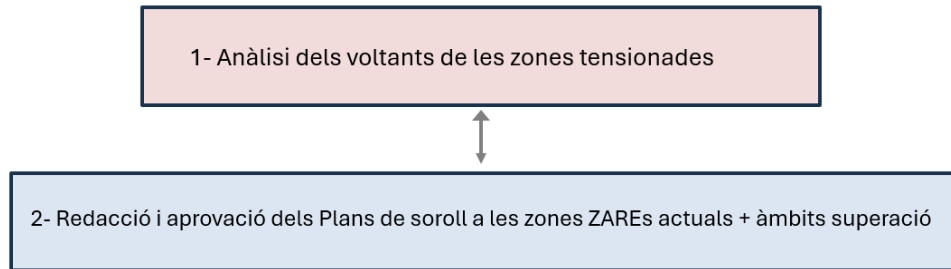 1- Anàlisi dels voltants de les zones tensionades
2- Redacció i aprovació dels Plans de soroll a les zones ZAREs actuals + àmbits superació